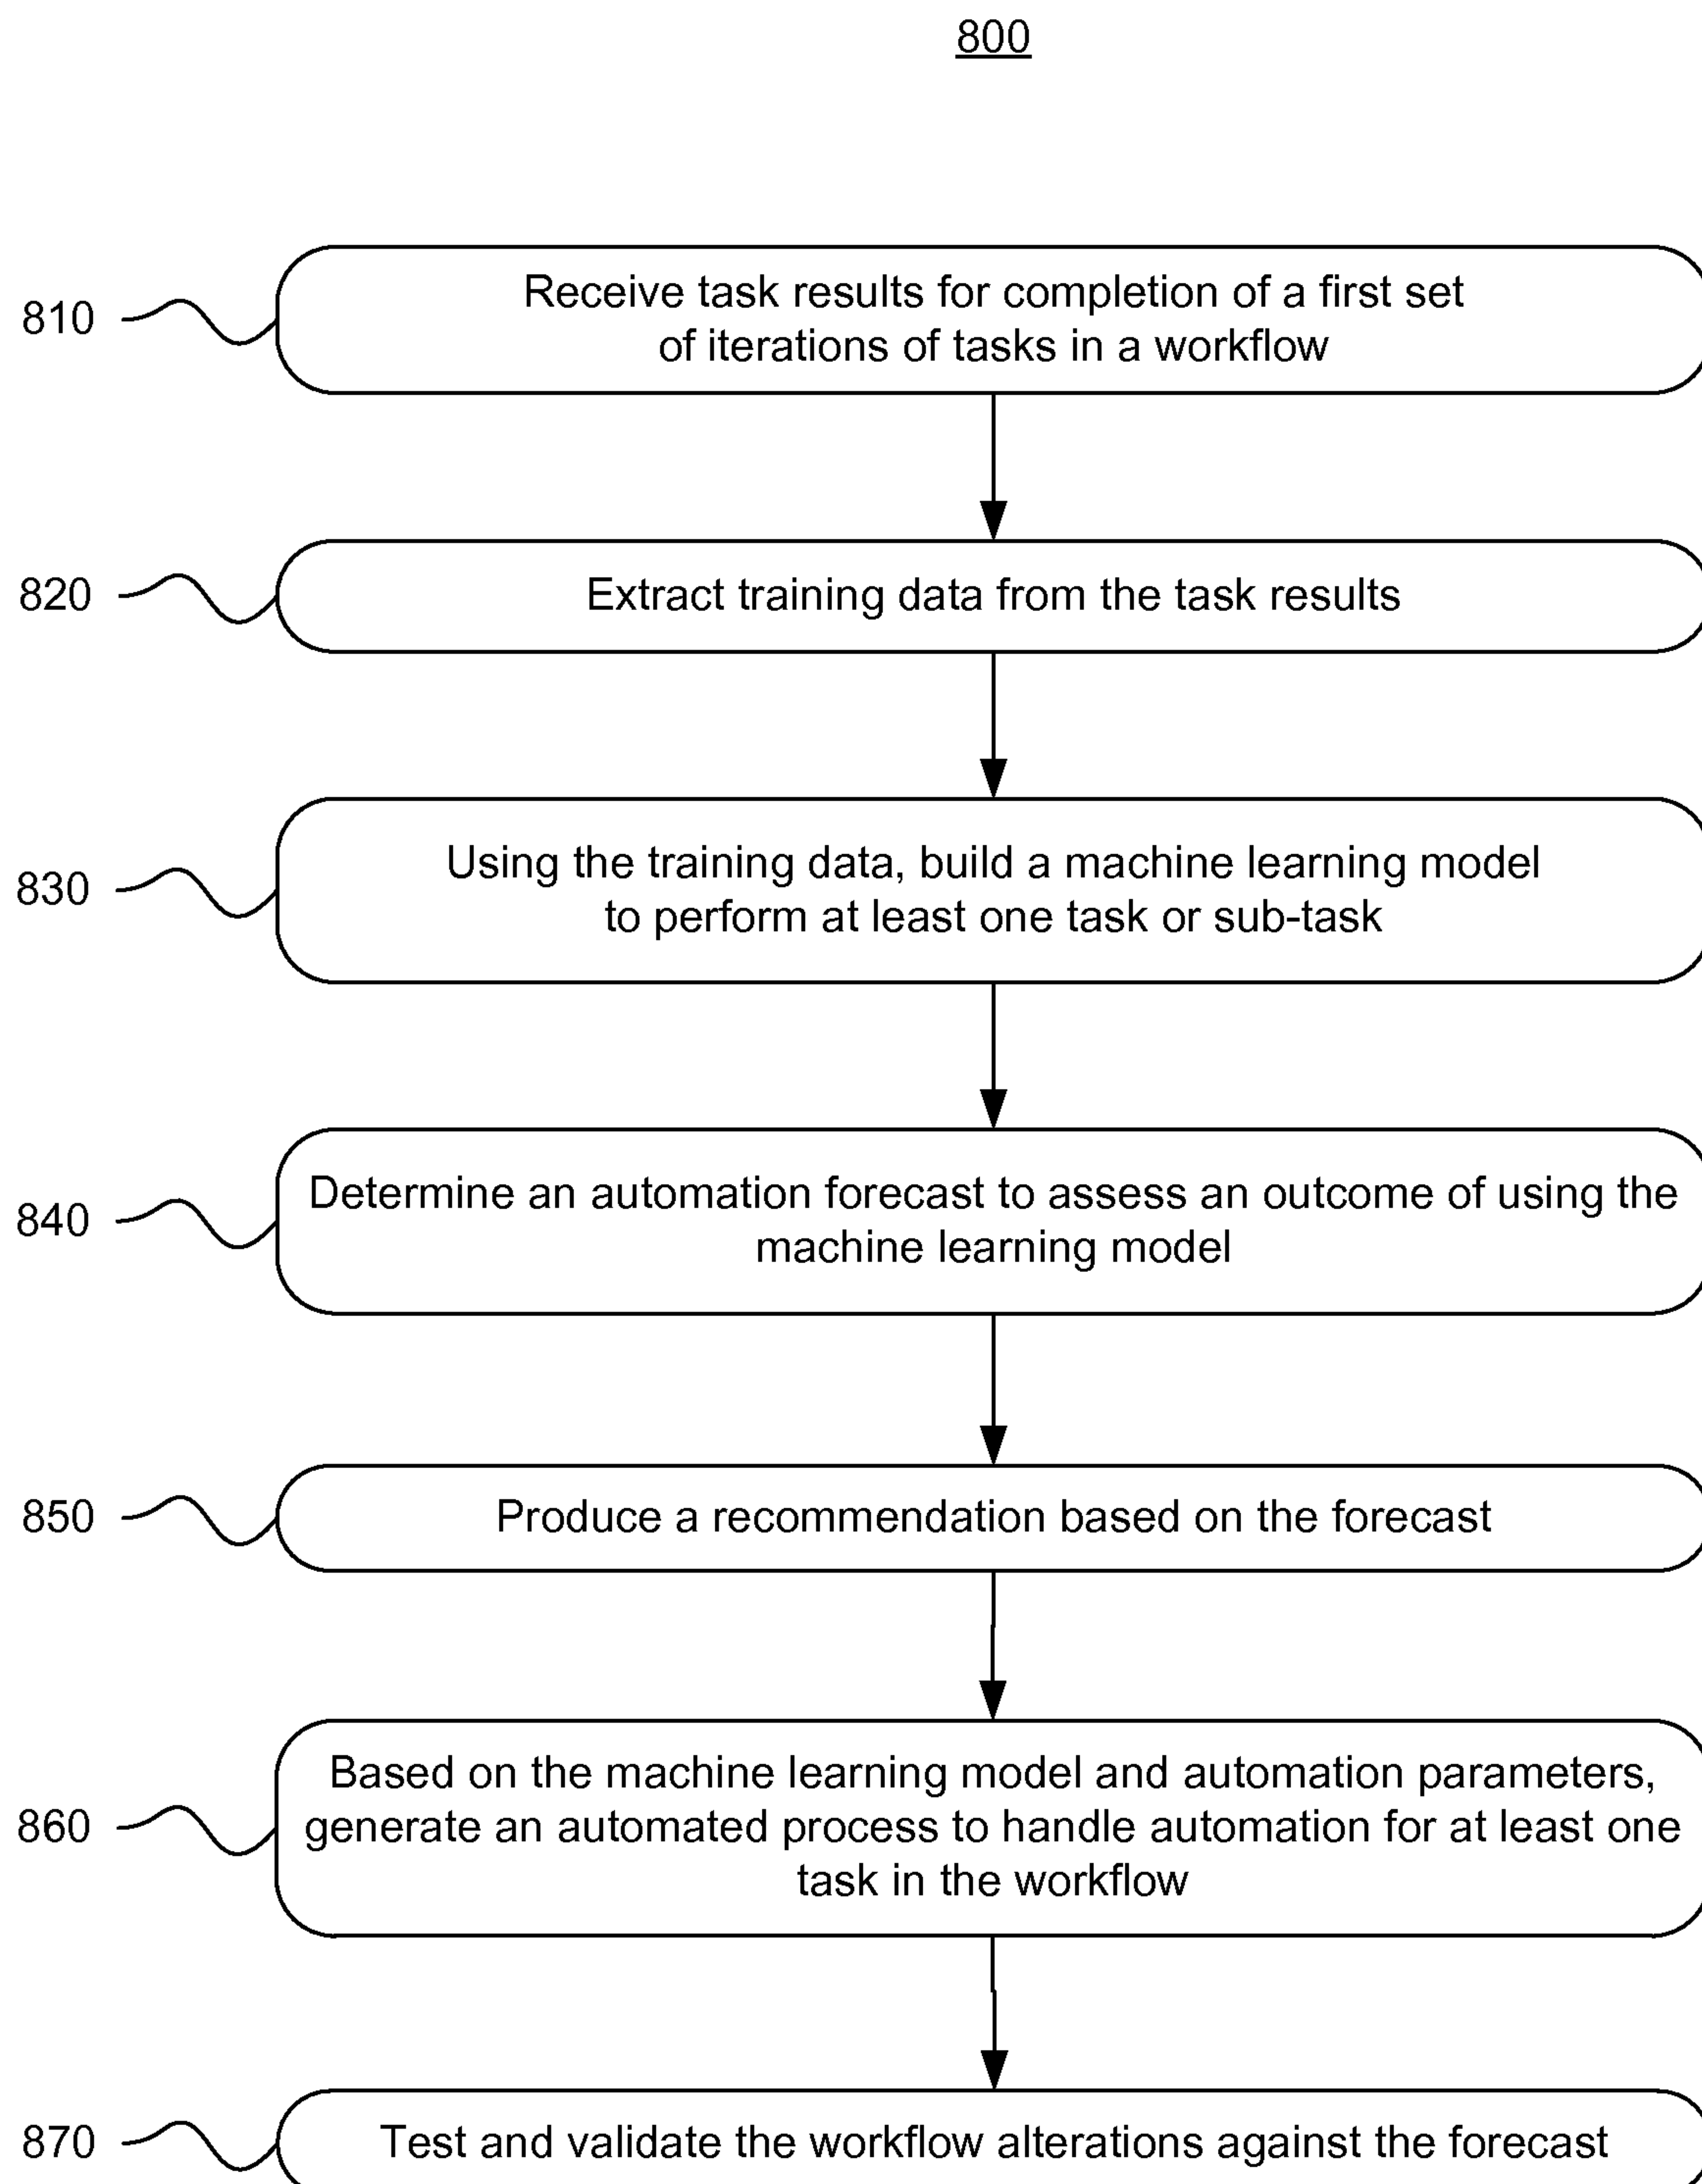 800
810
Receive task results for completion of a first set
of iterations of tasks in a workflow
820
Extract training data from the task results
830
Using the training data, build a machine learning model
to perform at least one task or sub-task
840
Determine an automation forecast to assess an outcome of using the
machine learning model
850
Produce a recommendation based on the forecast
860
Based on the machine learning model and automation parameters,
generate an automated process to handle automation for at least one
task in the workflow
870
Test and validate the workflow alterations against the forecast